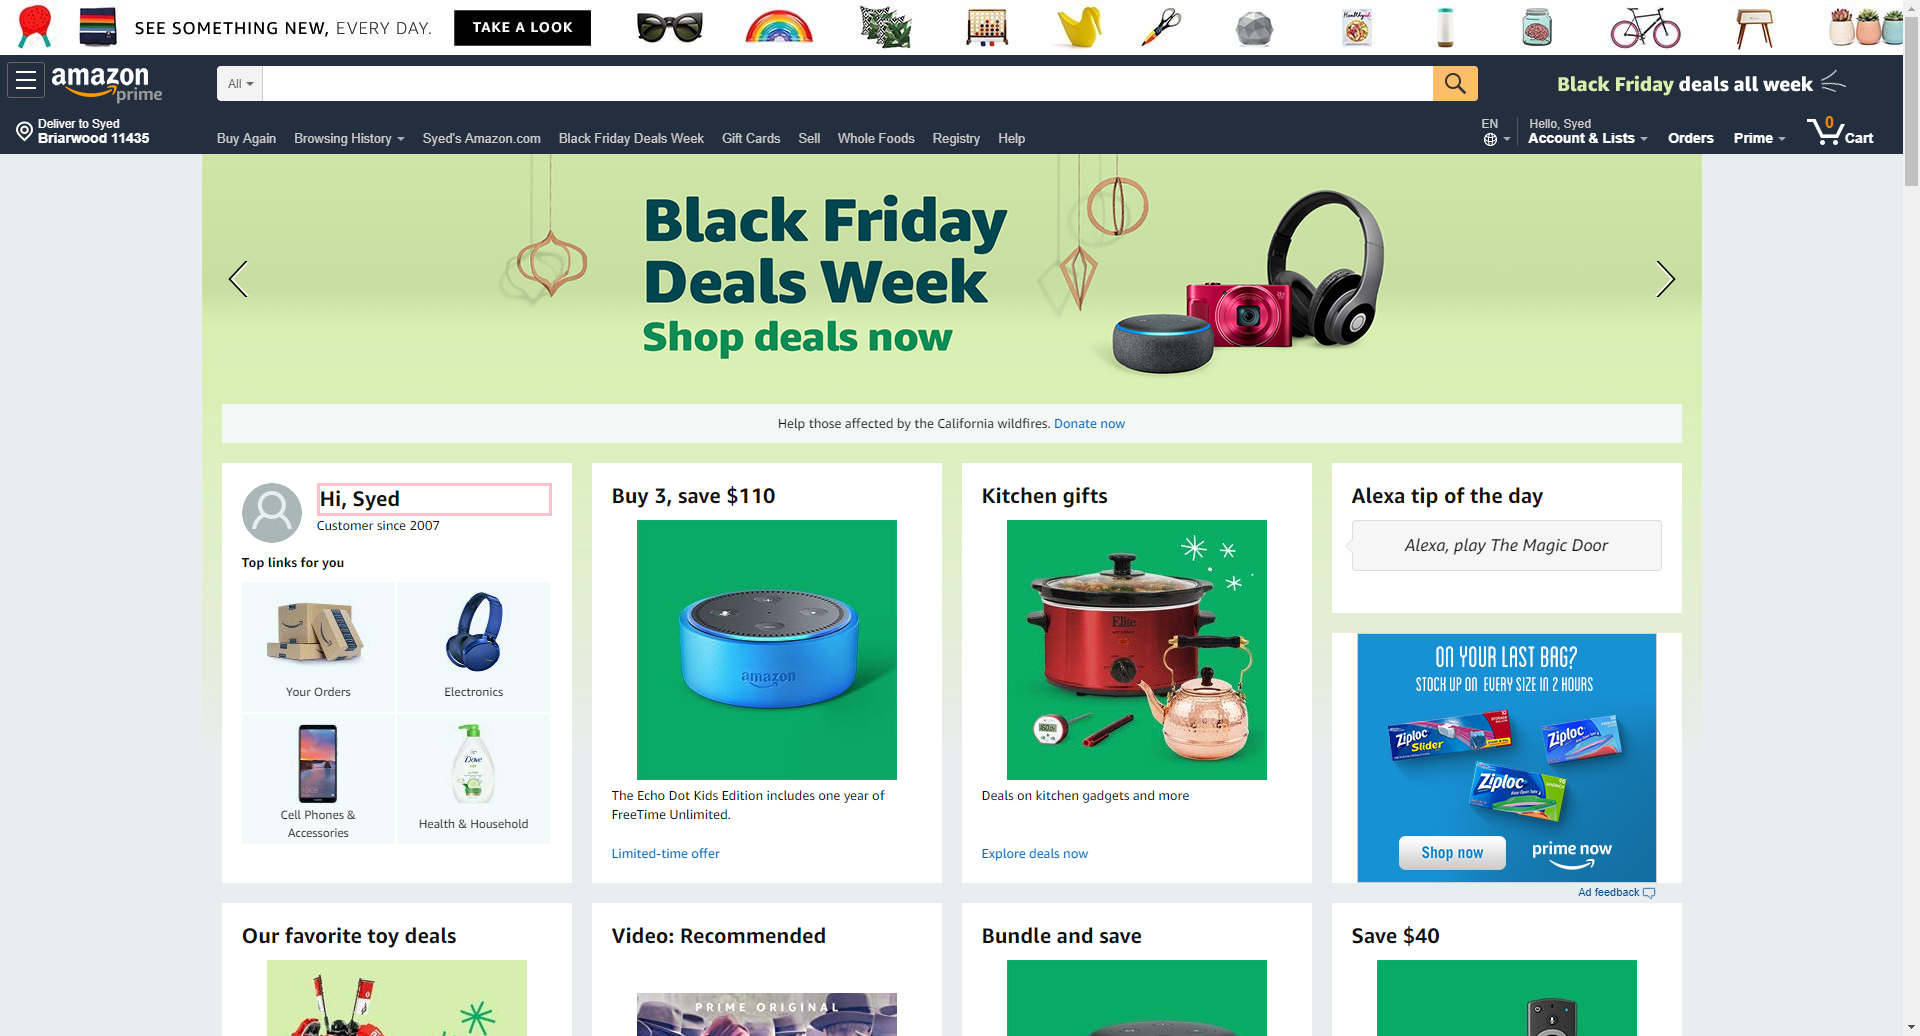 SEE SOMETHING NEW, EVERY DAY.
TAKE A LOOK
amazon prime
All
Black Friday deals all week
Deliver to Syed
Briarwood 11435
Buy Again Browsing History Syed's Amazon.com Black Friday Deals Week Gift Cards Sell Whole Foods Registry Help
EN
Hello, Syed
Account & Lists Orders Prime
0
Cart
Black Friday
Deals Week
Shop deals now
Help those affected by the California wildfires. Donate now
Hi, Syed
Customer since 2007
Top links for you
Your Orders
Electronics
Dove
Cell Phones &
Accessories
Health & Household
Buy 3, save $110
amazon
The Echo Dot Kids Edition includes one year of
FreeTime Unlimited.
Limited-time offer
Kitchen gifts
Elite
Deals on kitchen gadgets and more
Explore deals now
Alexa tip of the day
Alexa, play The Magic Door
ON YOUR LAST BAG?
STOCK UP ON EVERY SIZE IN 2 HOURS
Ziploc
Slider
Ziploc
Ziploc
Shop now
prime now
Ad feedback
Our favorite toy deals
Video: Recommended
PRIME ORIGINAL
Bundle and save
Save $40